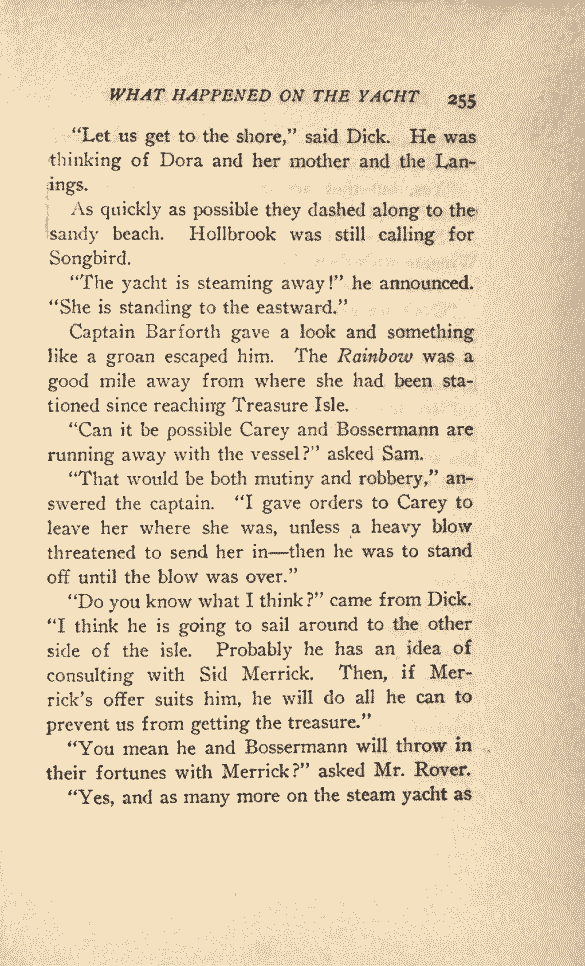 WHAT HAPPENED ON THE YACHT 255
“Let us get to the shore,” said Dick. He was
thinking of Dora and her mother and the Lan-
ings.
As quickly as possible they dashed along to the
sandy beach. Hollbrook was still calling for
Songbird.
“The yacht is steaming away!” he announced.
“She is standing to the eastward.”
Captain Barforth gave a look and something
like a groan escaped him. The Rainbow was a
good mile away from where she had been sta-
tioned since reaching Treasure Isle.
“Can it be possible Carey and Bossermann are
running away with the vessel?” asked Sam.
“That would be both mutiny and robbery,” an-
swered the captain. “I gave orders to Carey to
leave her where she was, unless a heavy blow
threatened to send her in—then he was to stand
off until the blow was over.”
“Do you know what I think?” came from Dick.
“I think he is going to sail around to the other
side of the isle. Probably he has an idea of
consulting with Sid Merrick. Then, if Mer-
rick’s offer suits him, he will do all he can to
prevent us from getting the treasure.”
“You mean he and Bossermann will throw in
their fortunes with Merrick?” asked Mr. Rover.
“Yes, and as many more on the steam yacht as